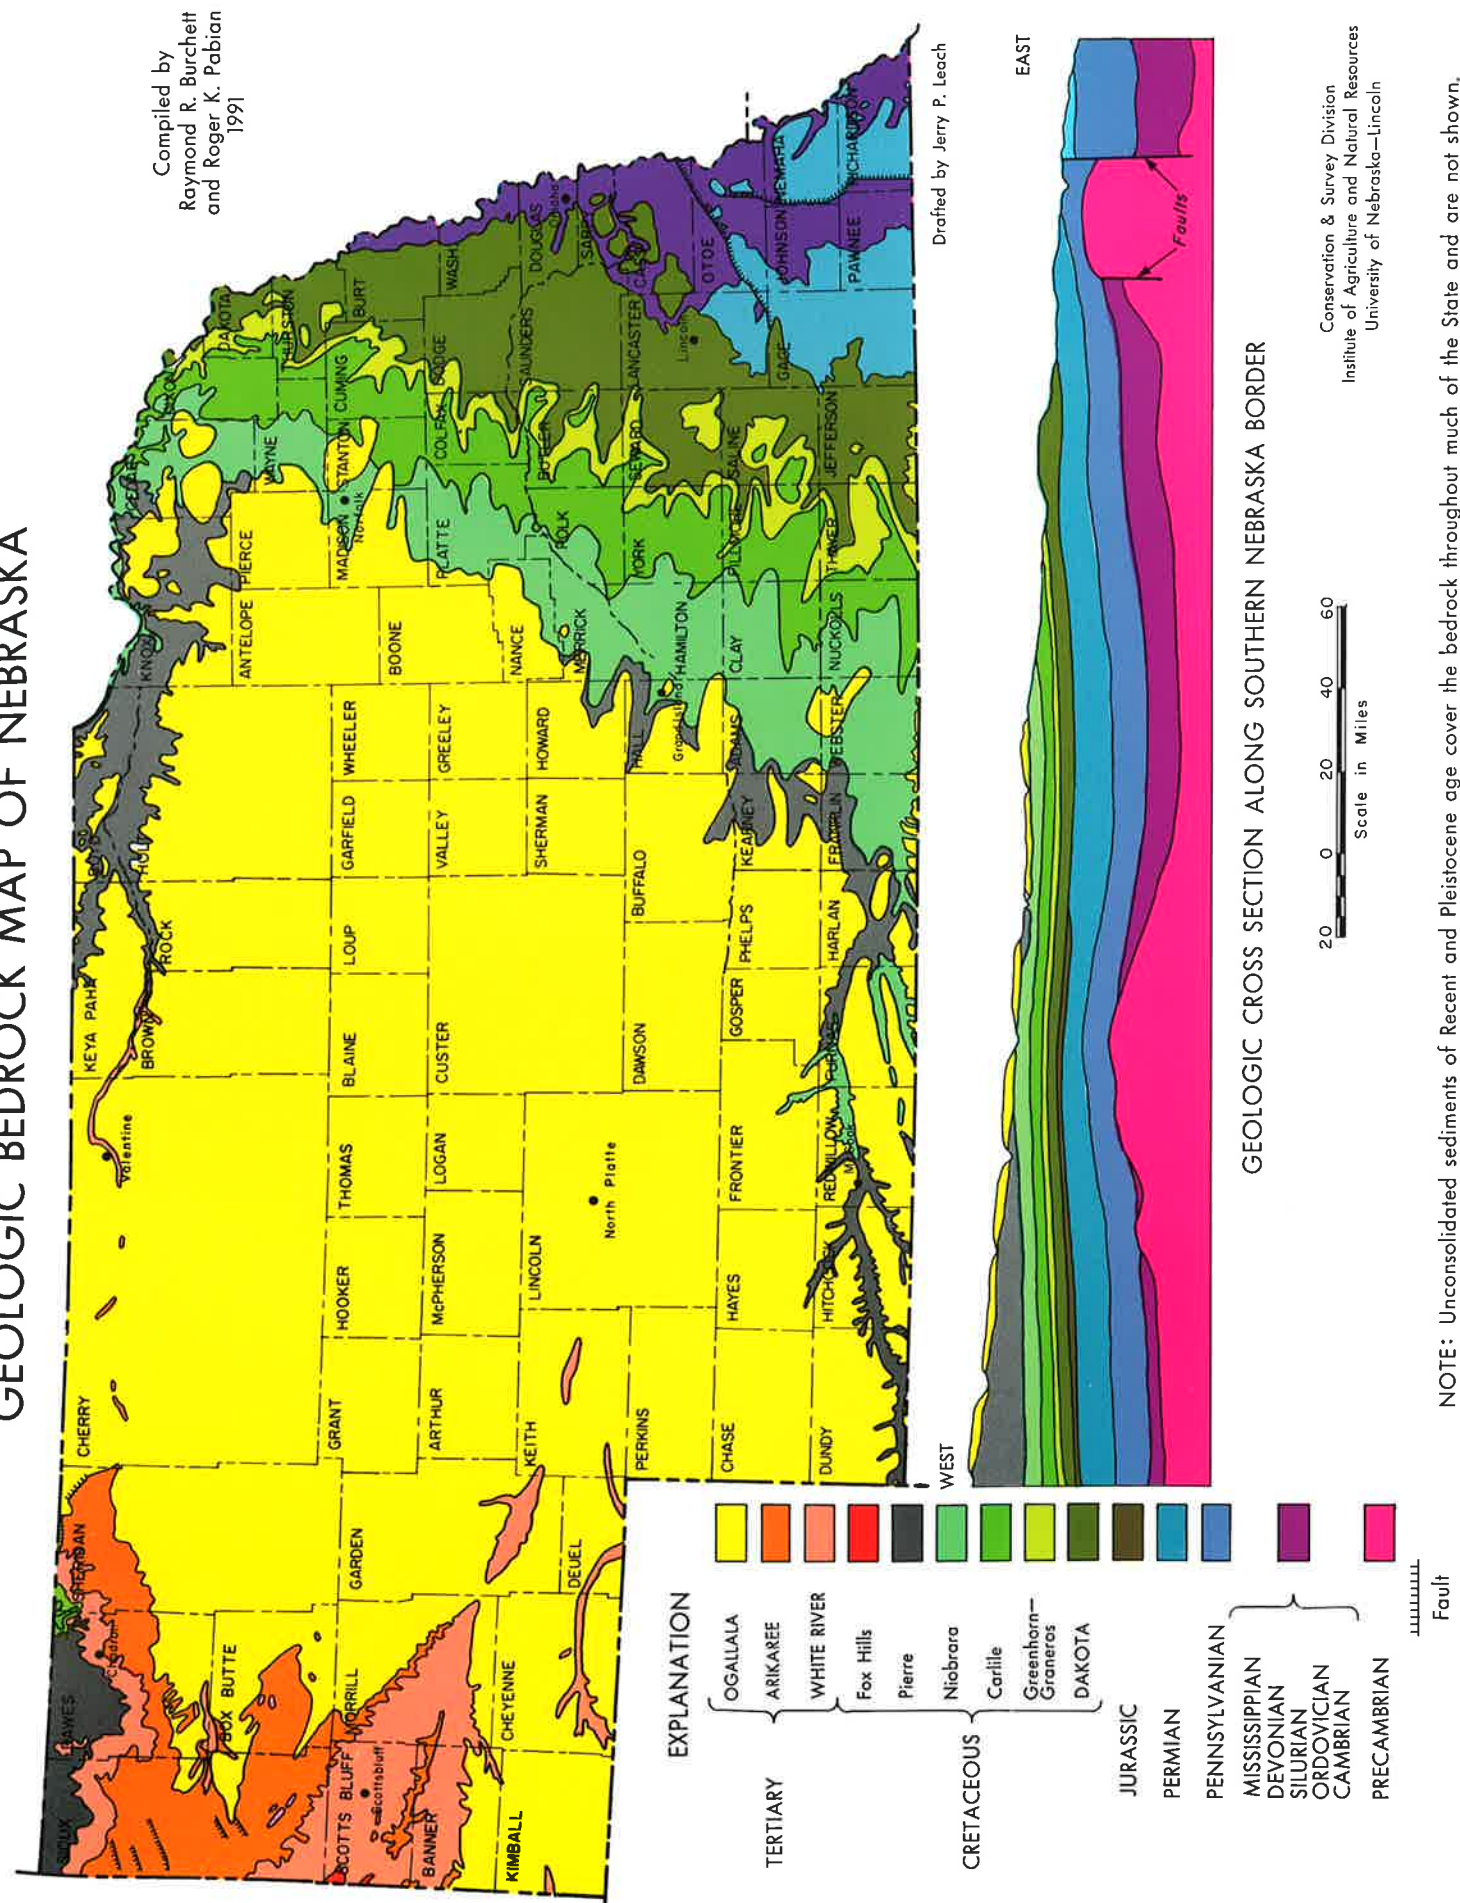 GEOLOGIC BEDROCK MAP OF NEBRASKA
Compiled by
Raymond R. Burchett
and Roger K. Pabian
1991
SIOUX
DAWES
SHERIDAN
CHERRY
KEYA PAHA
BOYD
Chadron
Valentine
BROWN
ROCK
HOLT
KNOX
CEDAR
DIXON
DAKOTA
BOX BUTTE
ANTELOPE
PIERCE
WAYNE
THURSTON
SCOTTS BLUFF
MORRILL
GARDEN
GRANT
HOOKER
THOMAS
BLAINE
LOUP
GARFIELD
WHEELER
MADISON
Norfolk
STANTON
CUMING
BURT
Scottsbluff
BOONE
BANNER
ARTHUR
McPHERSON
LOGAN
CUSTER
VALLEY
GREELEY
PLATTE
COLFAX
DODGE
WASH
KIMBALL
CHEYENNE
KEITH
LINCOLN
SHERMAN
HOWARD
NANCE
MERRICK
POLK
BUTLER
SAUNDERS
DOUGLAS
Omaha
SARPY
DEUEL
North Platte
PERKINS
DAWSON
BUFFALO
HALL
Grand Island
HAMILTON
YORK
SEWARD
LANCASTER
Lincoln
CASS
OTOE
CHASE
HAYES
FRONTIER
GOSPER
PHELPS
KEARNEY
ADAMS
CLAY
FILLMORE
SALINE
GAGE
JOHNSON
NEMAHA
DUNDY
HITCHCOCK
RED WILLOW
McCook
FURNAS
HARLAN
FRANKLIN
WEBSTER
NUCKOLLS
THAYER
JEFFERSON
PAWNEE
RICHARDSON
Drafted by Jerry P. Leach
EXPLANATION
TERTIARY
OGALLALA
ARIKAREE
WHITE RIVER
CRETACEOUS
Fox Hills
Pierre
Niobrara
Carlile
Greenhorn—
Graneros
DAKOTA
JURASSIC
PERMIAN
PENNSYLVANIAN
MISSISSIPPIAN
DEVONIAN
SILURIAN
ORDOVICIAN
CAMBRIAN
PRECAMBRIAN
Fault
WEST
EAST
Faults
GEOLOGIC CROSS SECTION ALONG SOUTHERN NEBRASKA BORDER
20 0 20 40 60
Scale in Miles
Conservation & Survey Division
Institute of Agriculture and Natural Resources
University of Nebraska—Lincoln
NOTE: Unconsolidated sediments of Recent and Pleistocene age cover the bedrock throughout much of the State and are not shown.